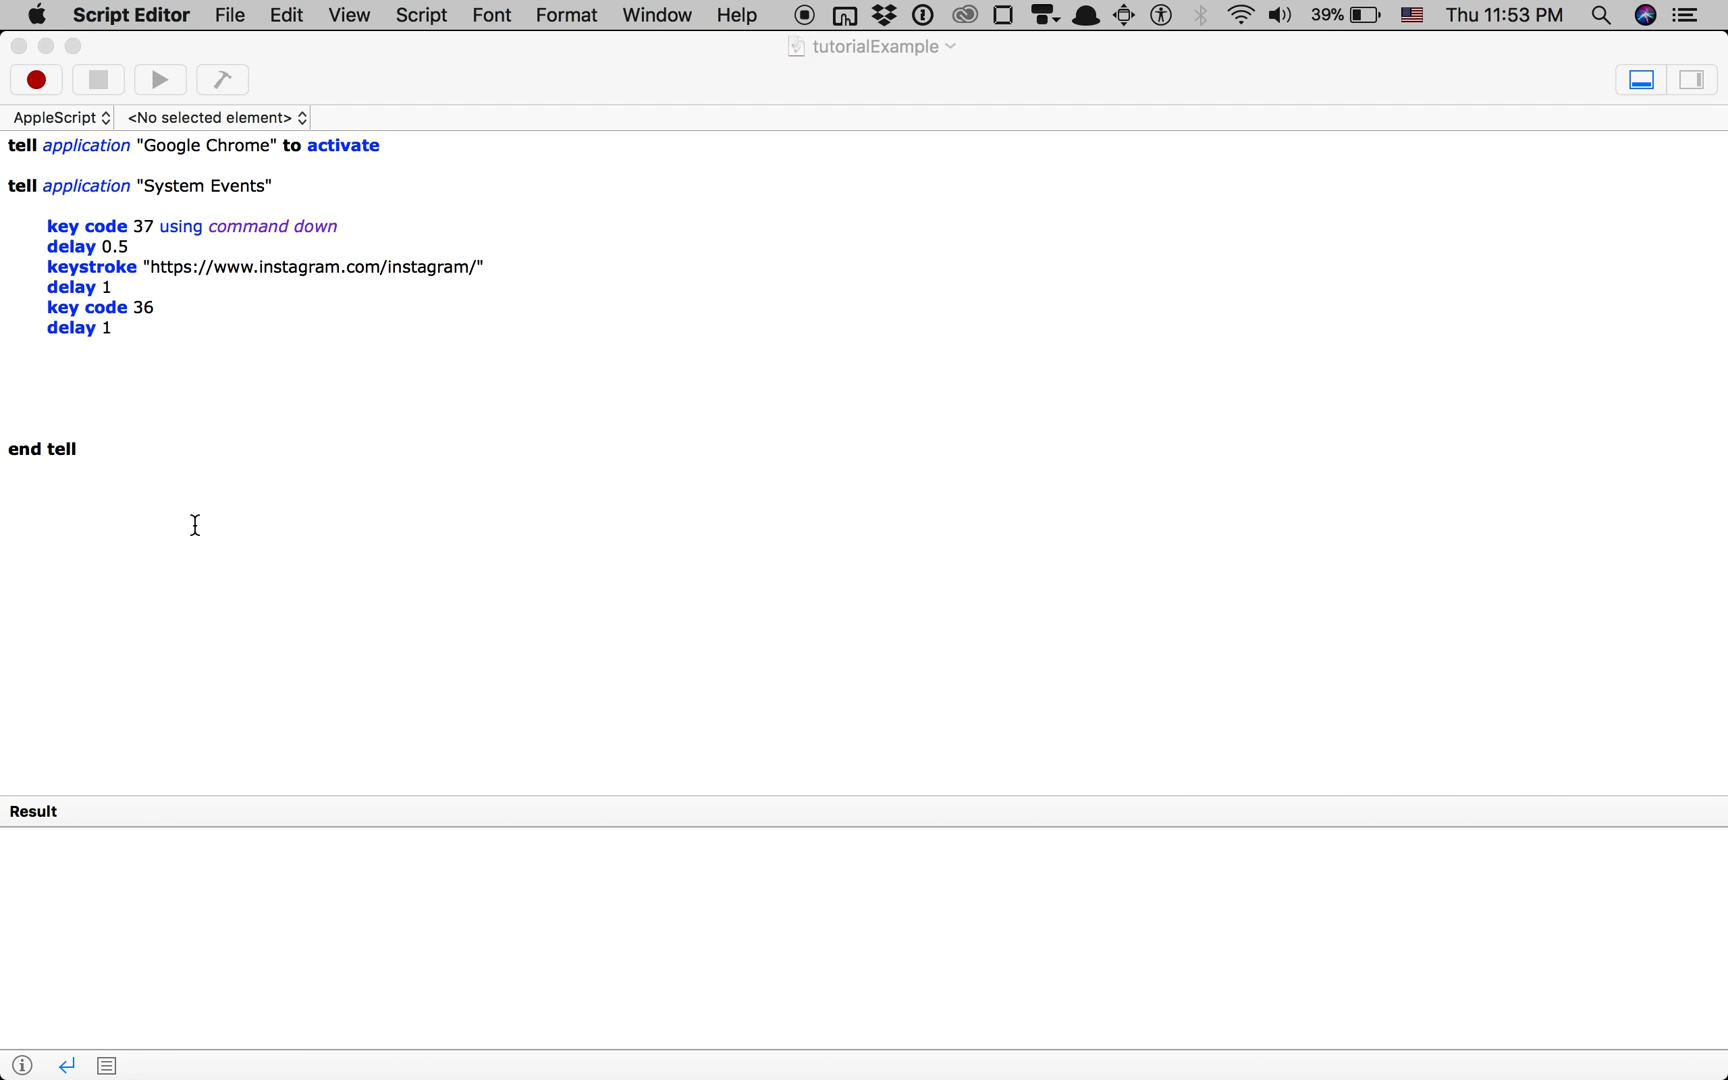 Script Editor File Edit View Script Font Format Window Help 39% Thu 11:53 PM
tutorialExample
AppleScript <No selected element>
tell application "Google Chrome" to activate
tell application "System Events"
key code 37 using command down
delay 0.5
keystroke "https://www.instagram.com/instagram/"
delay 1
key code 36
delay 1
end tell
Result